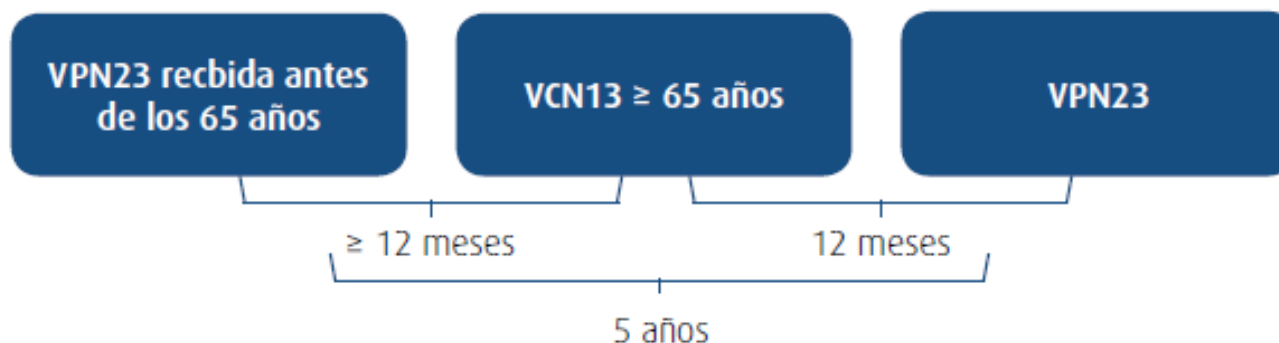 VPN23 recbida antes
de los 65 años
VCN13 ≥ 65 años
VPN23
≥ 12 meses
12 meses
5 años